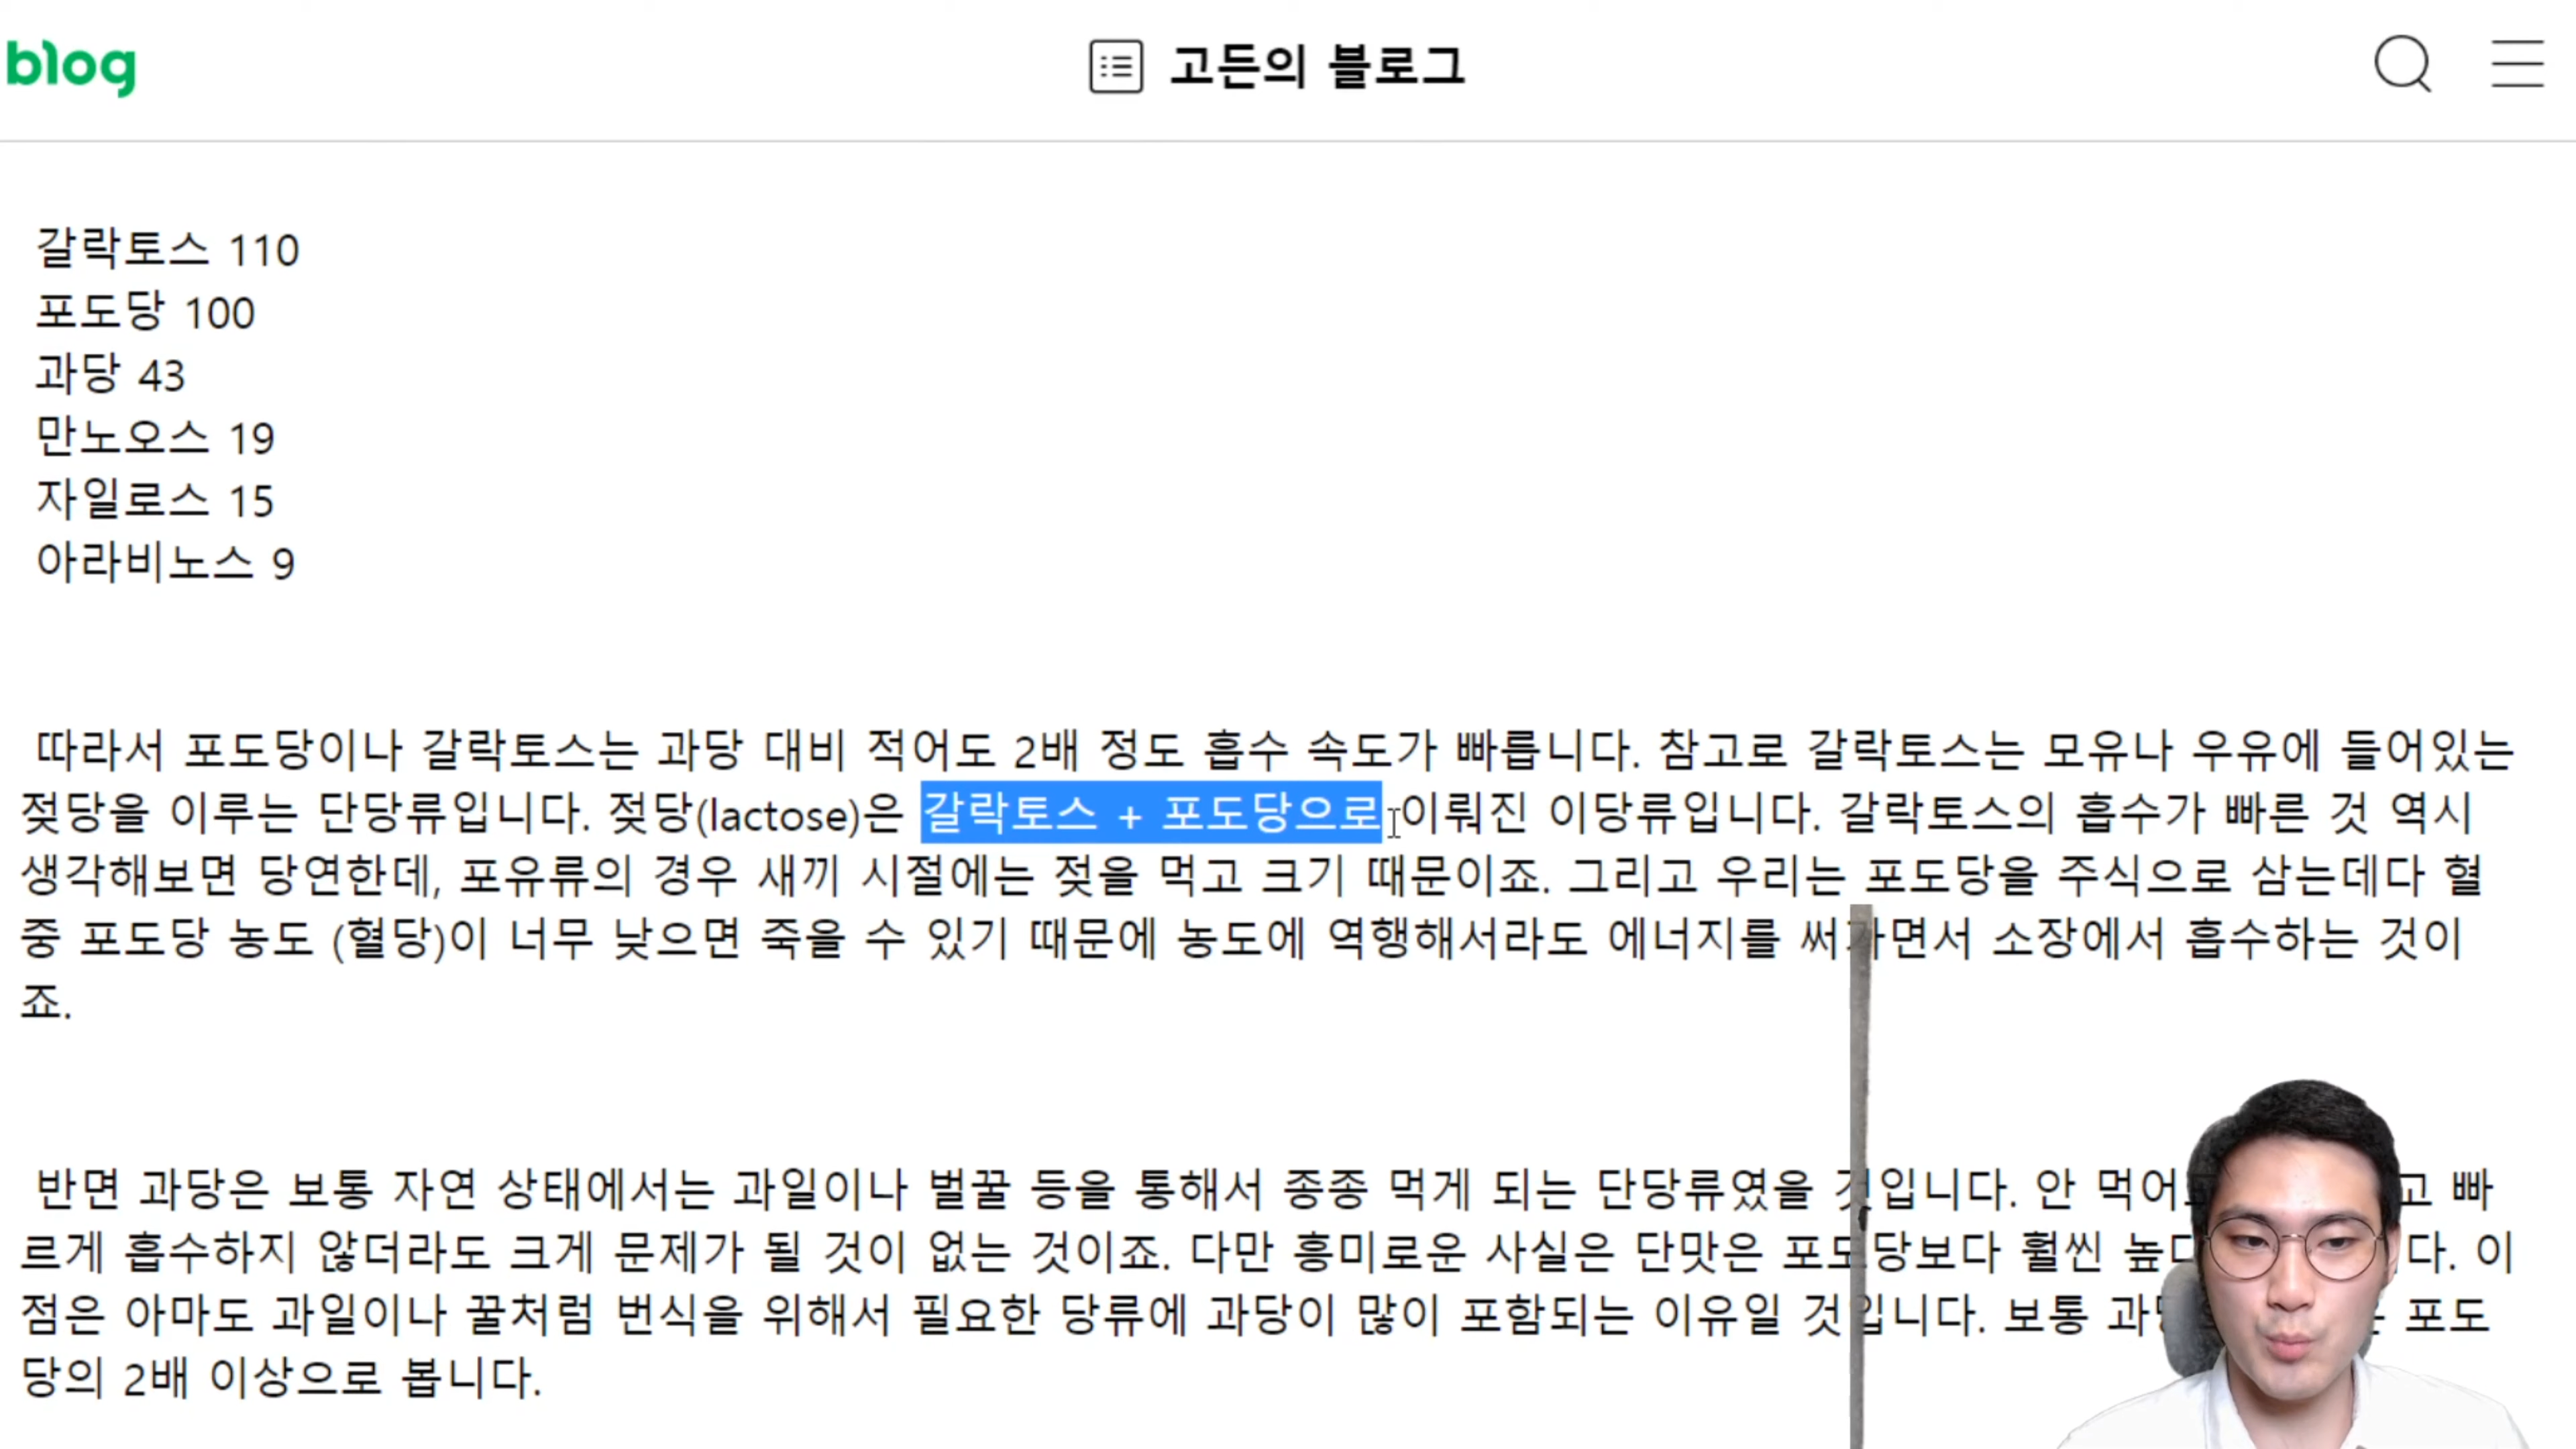 blog
고든의 블로그
갈락토스 110
포도당 100
과당 43
만노오스 19
자일로스 15
아라비노스 9
따라서 포도당이나 갈락토스는 과당 대비 적어도 2배 정도 흡수 속도가 빠릅니다. 참고로 갈락토스는 모유나 우유에 들어있는
젖당을 이루는 단당류입니다. 젖당(lactose)은 갈락토스 + 포도당으로 이뤄진 이당류입니다. 갈락토스의 흡수가 빠른 것 역시
생각해보면 당연한데, 포유류의 경우 새끼 시절에는 젖을 먹고 크기 때문이죠. 그리고 우리는 포도당을 주식으로 삼는데다 혈
중 포도당 농도 (혈당)이 너무 낮으면 죽을 수 있기 때문에 농도에 역행해서라도 에너지를 써가면서 소장에서 흡수하는 것이
죠.
반면 과당은 보통 자연 상태에서는 과일이나 벌꿀 등을 통해서 종종 먹게 되는 단당류였을 것입니다. 안 고 빠
르게 흡수하지 않더라도 크게 문제가 될 것이 없는 것이죠. 다만 흥미로운 사실은 단맛은 포도당보다 훨씬 이
점은 아마도 과일이나 꿀처럼 번식을 위해서 필요한 당류에 과당이 많이 포함되는 이유일 것입니다. 보통 포도
당의 2배 이상으로 봅니다.